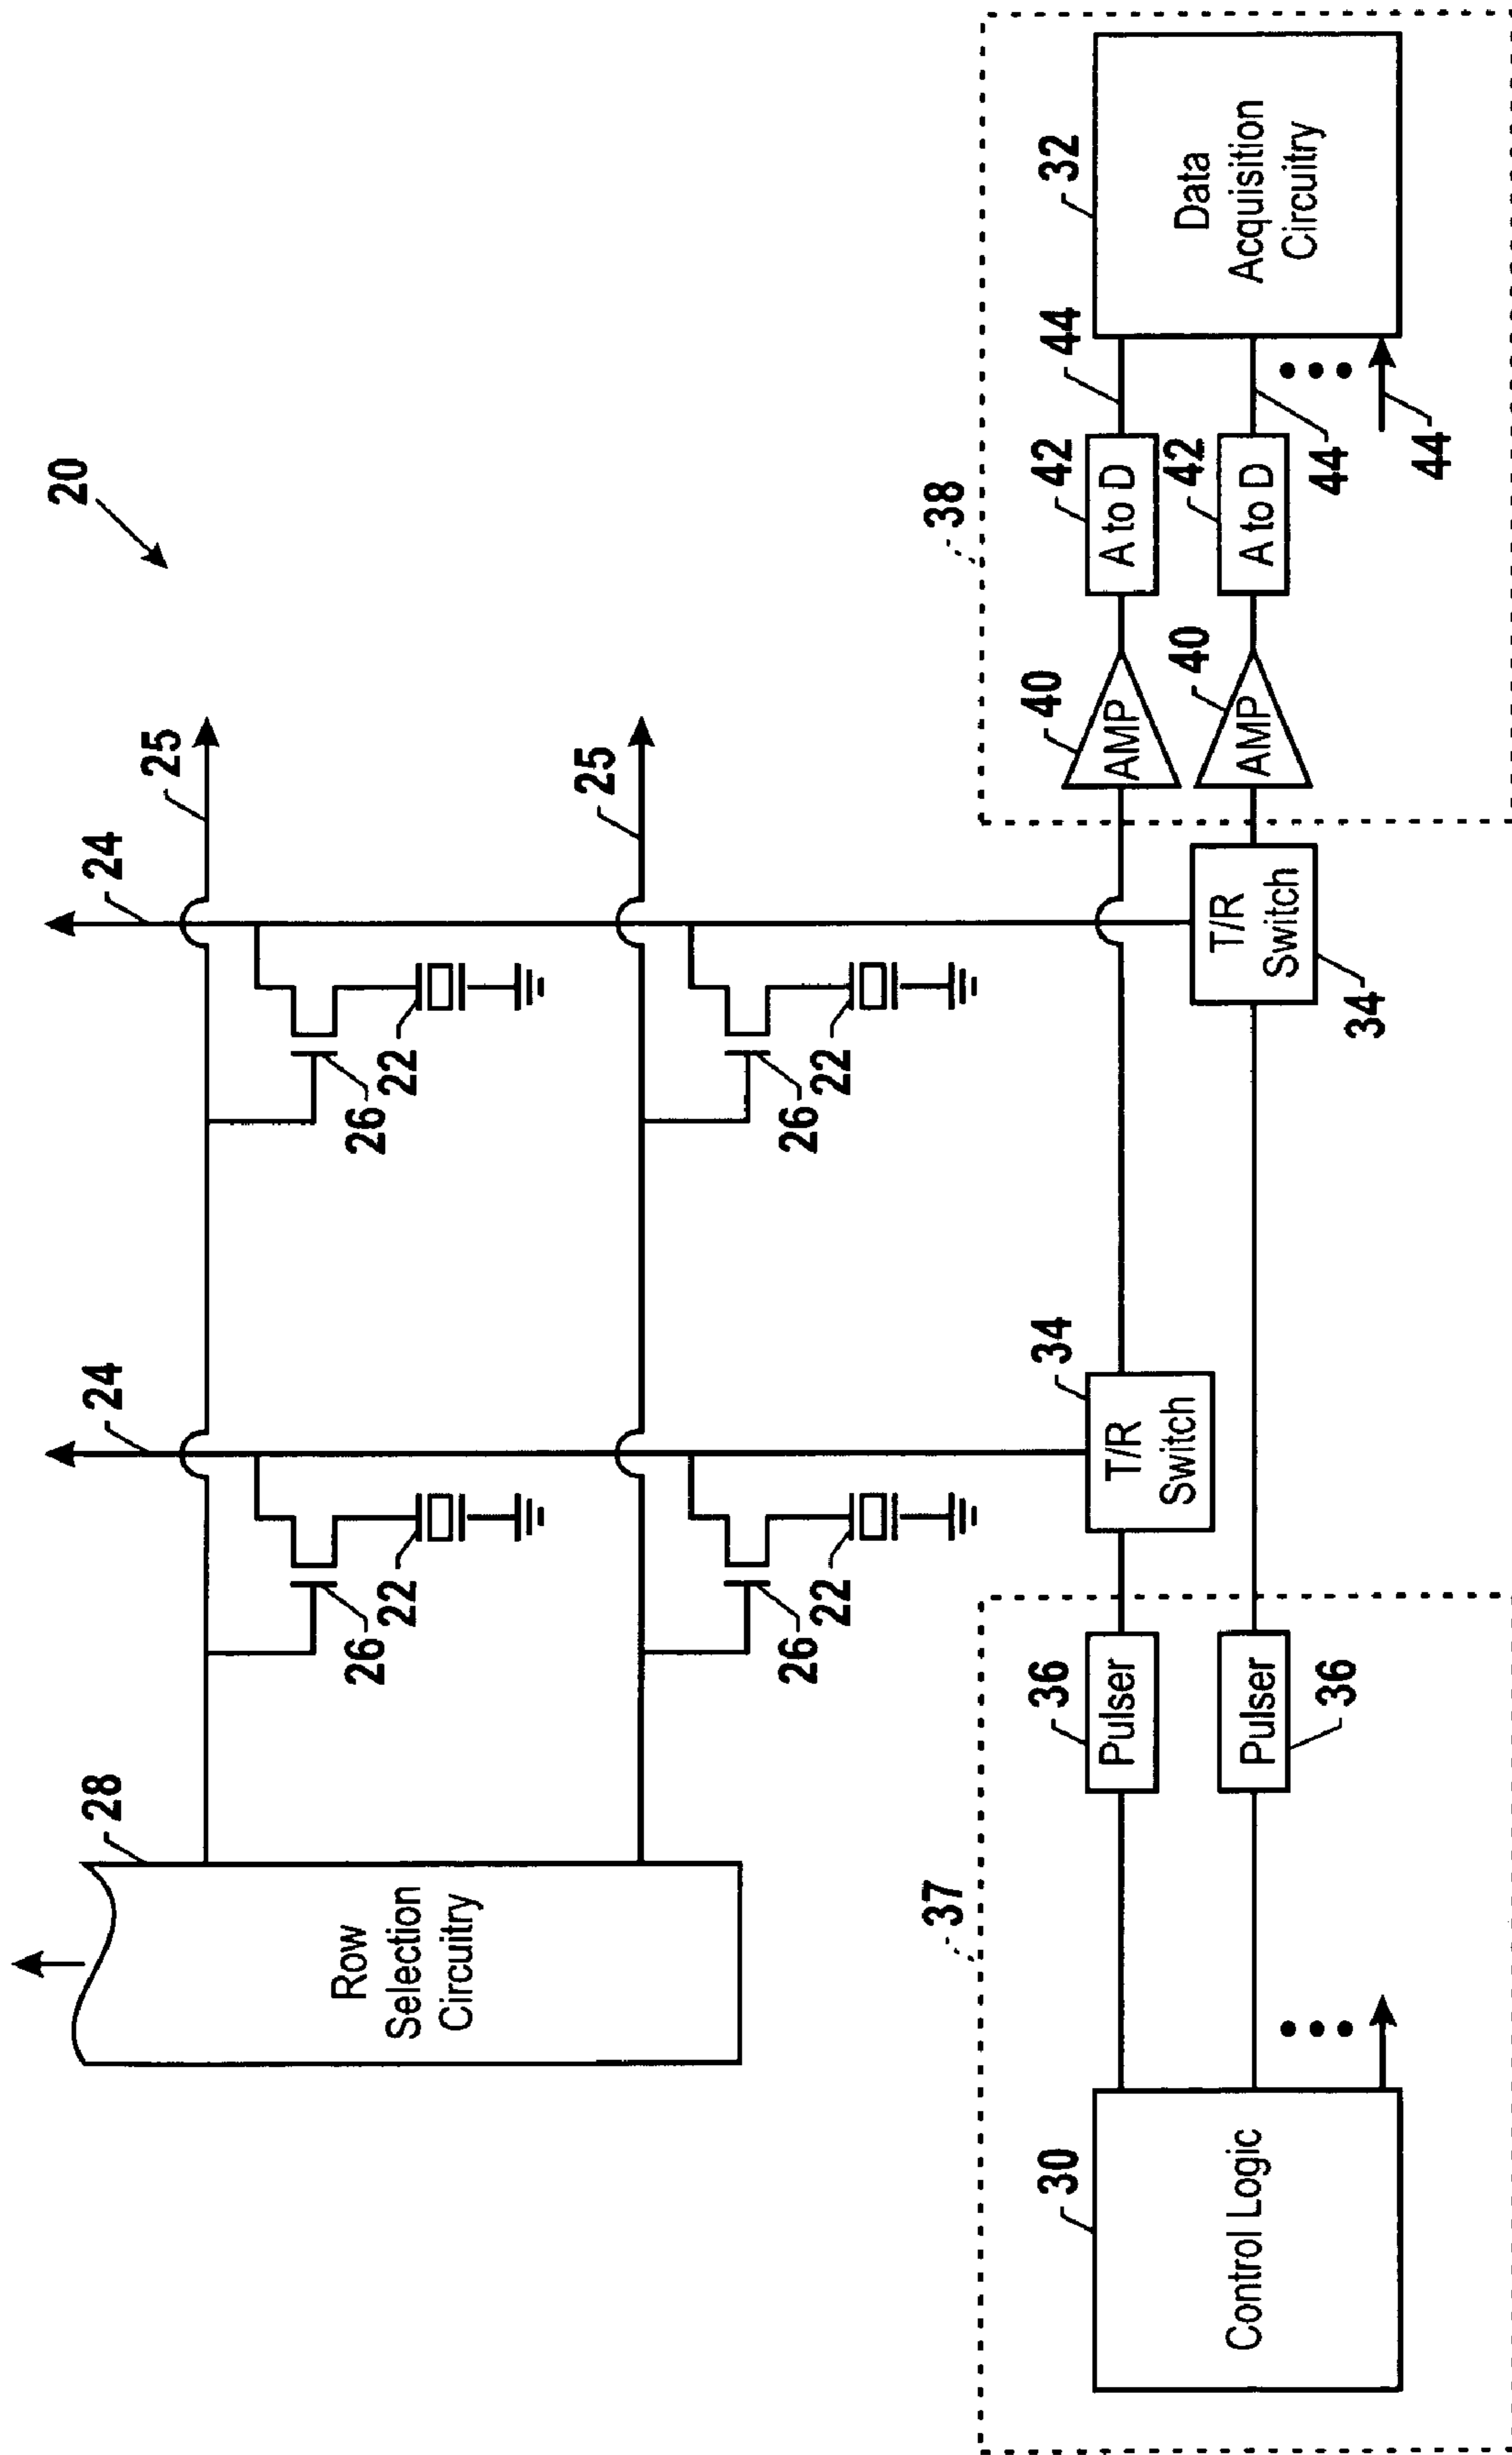 20
28
24
24
25
Row
Selection
Circuitry
26
22
26
22
25
26
22
26
22
37
38
30
36
34
40
42
44
32
Control Logic
Pulser
T/R
Switch
AMP
A to D
Data
Acquisition
Circuitry
Pulser
36
T/R
Switch
34
40
AMP
42
A to D
44
44